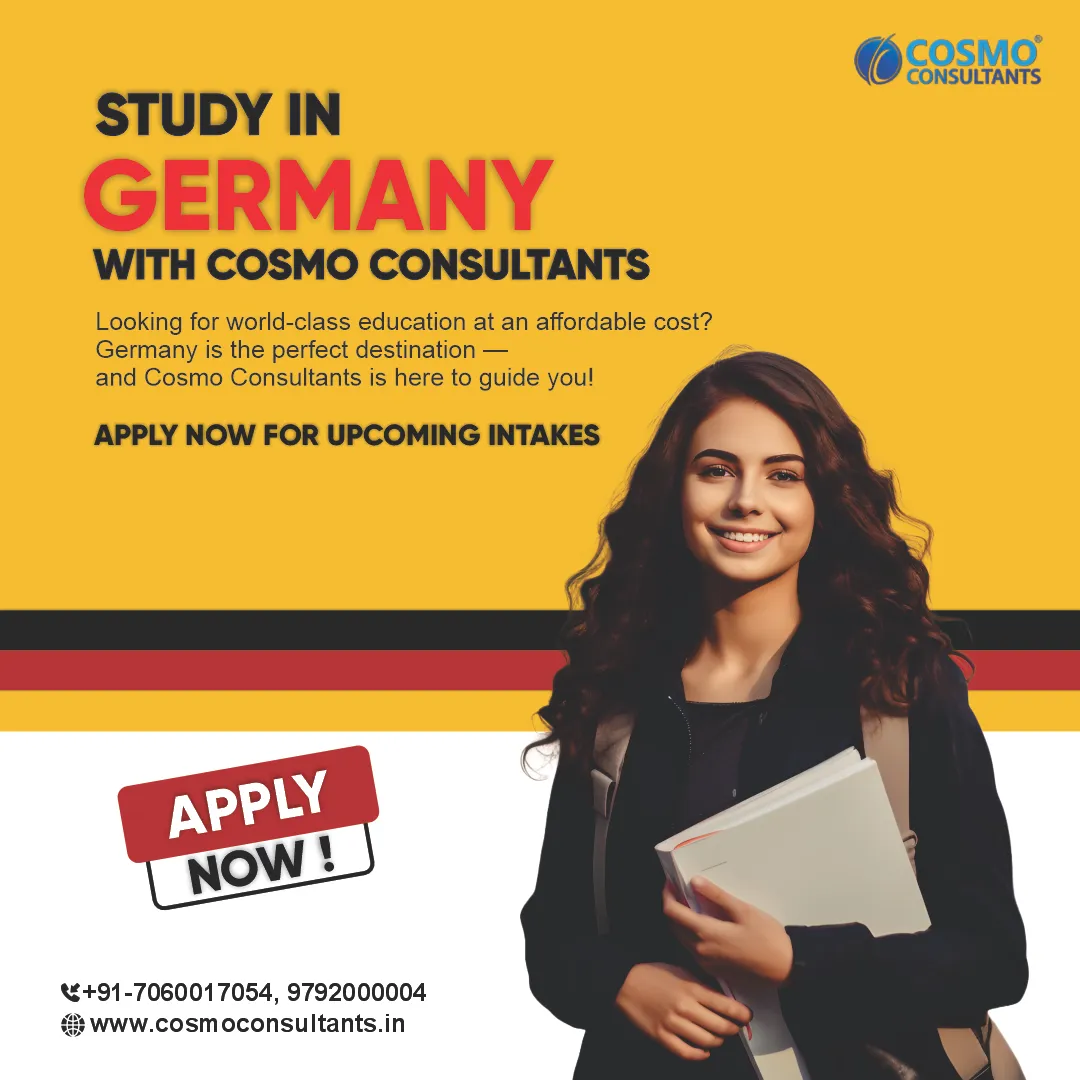 COSMO®
CONSULTANTS
STUDY IN
GERMANY
WITH COSMO CONSULTANTS
Looking for world-class education at an affordable cost?
Germany is the perfect destination —
and Cosmo Consultants is here to guide you!
APPLY NOW FOR UPCOMING INTAKES
APPLY
NOW !
+91-7060017054, 9792000004
www.cosmoconsultants.in